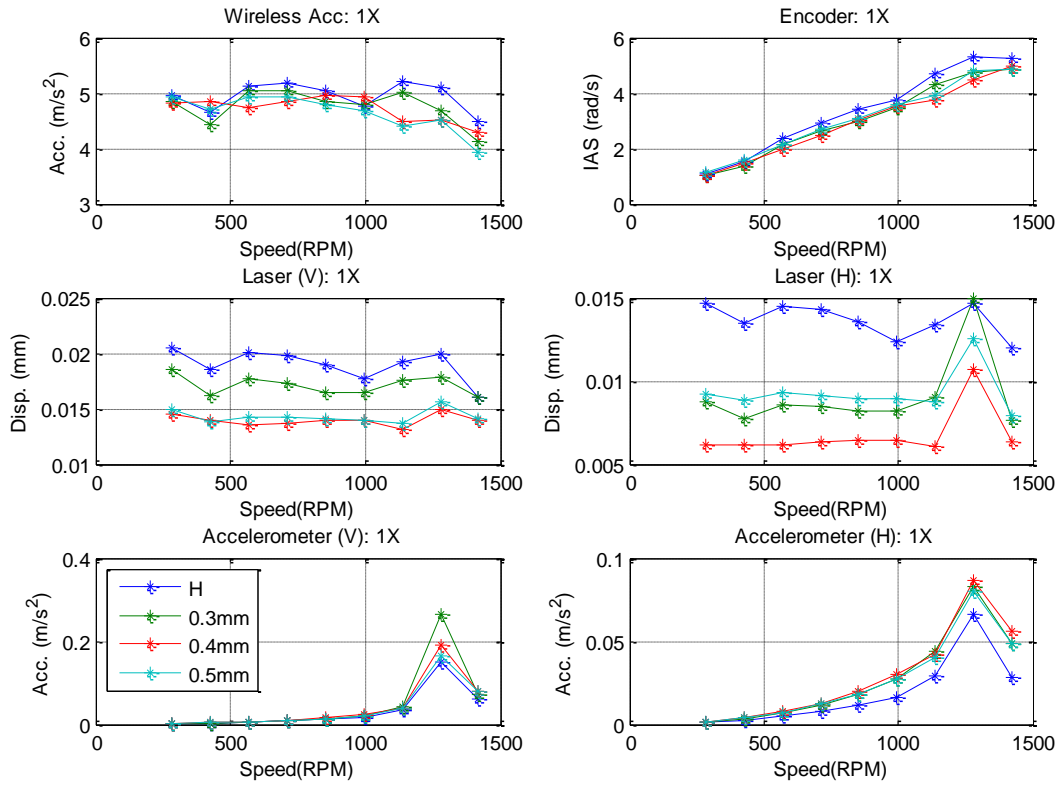 Wireless Acc: 1X
6
5
4
3
Acc. (m/s²)
0
500
1000
1500
Speed(RPM)
Encoder: 1X
6
4
2
0
IAS (rad/s)
0
500
1000
1500
Speed(RPM)
Laser (V): 1X
0.025
0.02
0.015
0.01
Disp. (mm)
0
500
1000
1500
Speed(RPM)
Laser (H): 1X
0.015
0.01
0.005
Disp. (mm)
0
500
1000
1500
Speed(RPM)
Accelerometer (V): 1X
0.4
0.2
0
Acc. (m/s²)
H
0.3mm
0.4mm
0.5mm
0
500
1000
1500
Speed(RPM)
Accelerometer (H): 1X
0.1
0.05
0
Acc. (m/s²)
0
500
1000
1500
Speed(RPM)